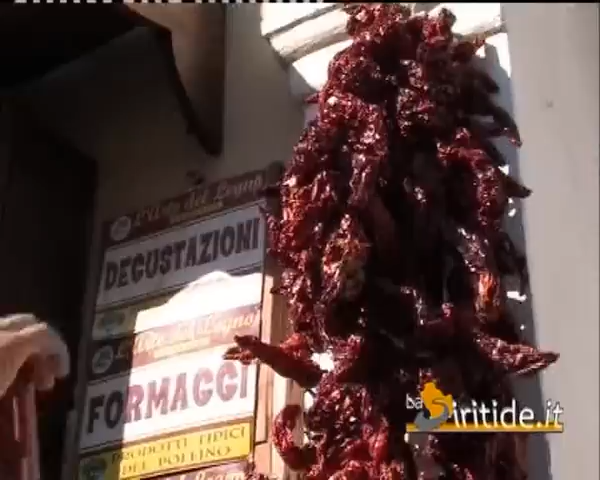 DEGUSTAZIONI
FORMAGGI
PRODOTTI TIPICI
DEL POLLINO
baSiritide.it